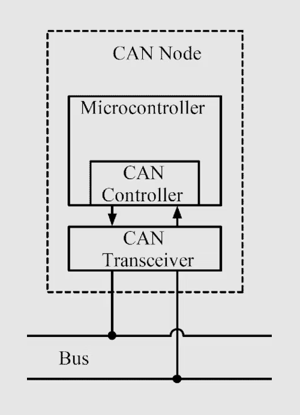 CAN Node
Microcontroller
CAN
Controller
CAN
Transceiver
Bus